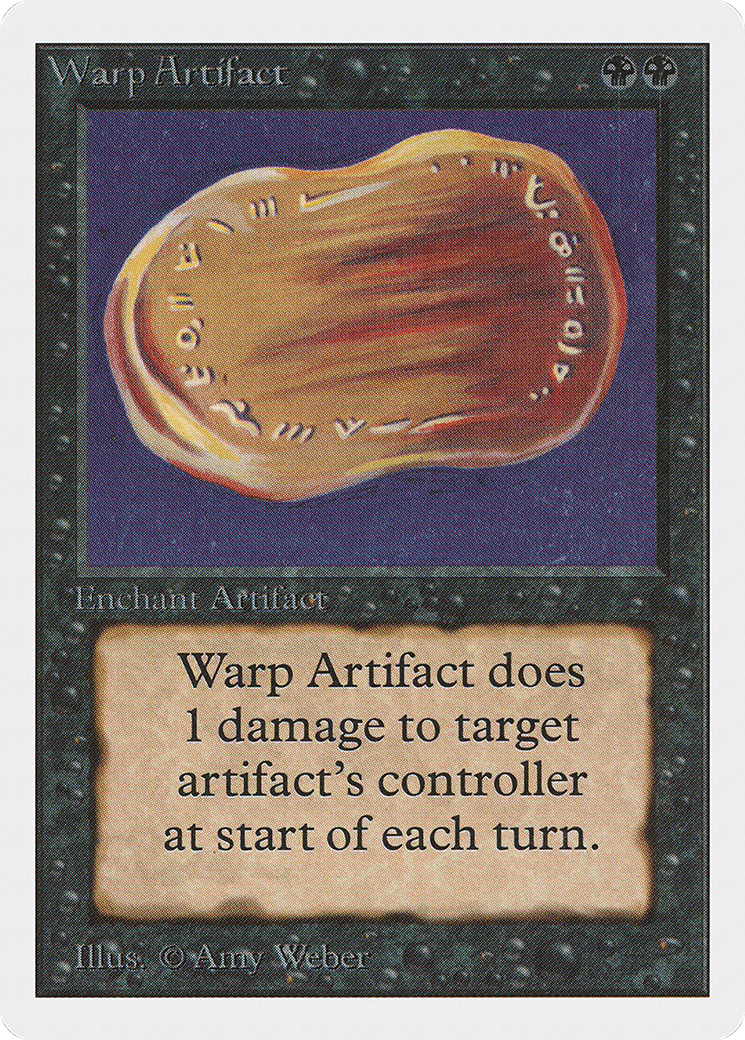 Warp Artifact
Enchant Artifact
Warp Artifact does
1 damage to target
artifact's controller
at start of each turn.
Illus. © Amy Weber